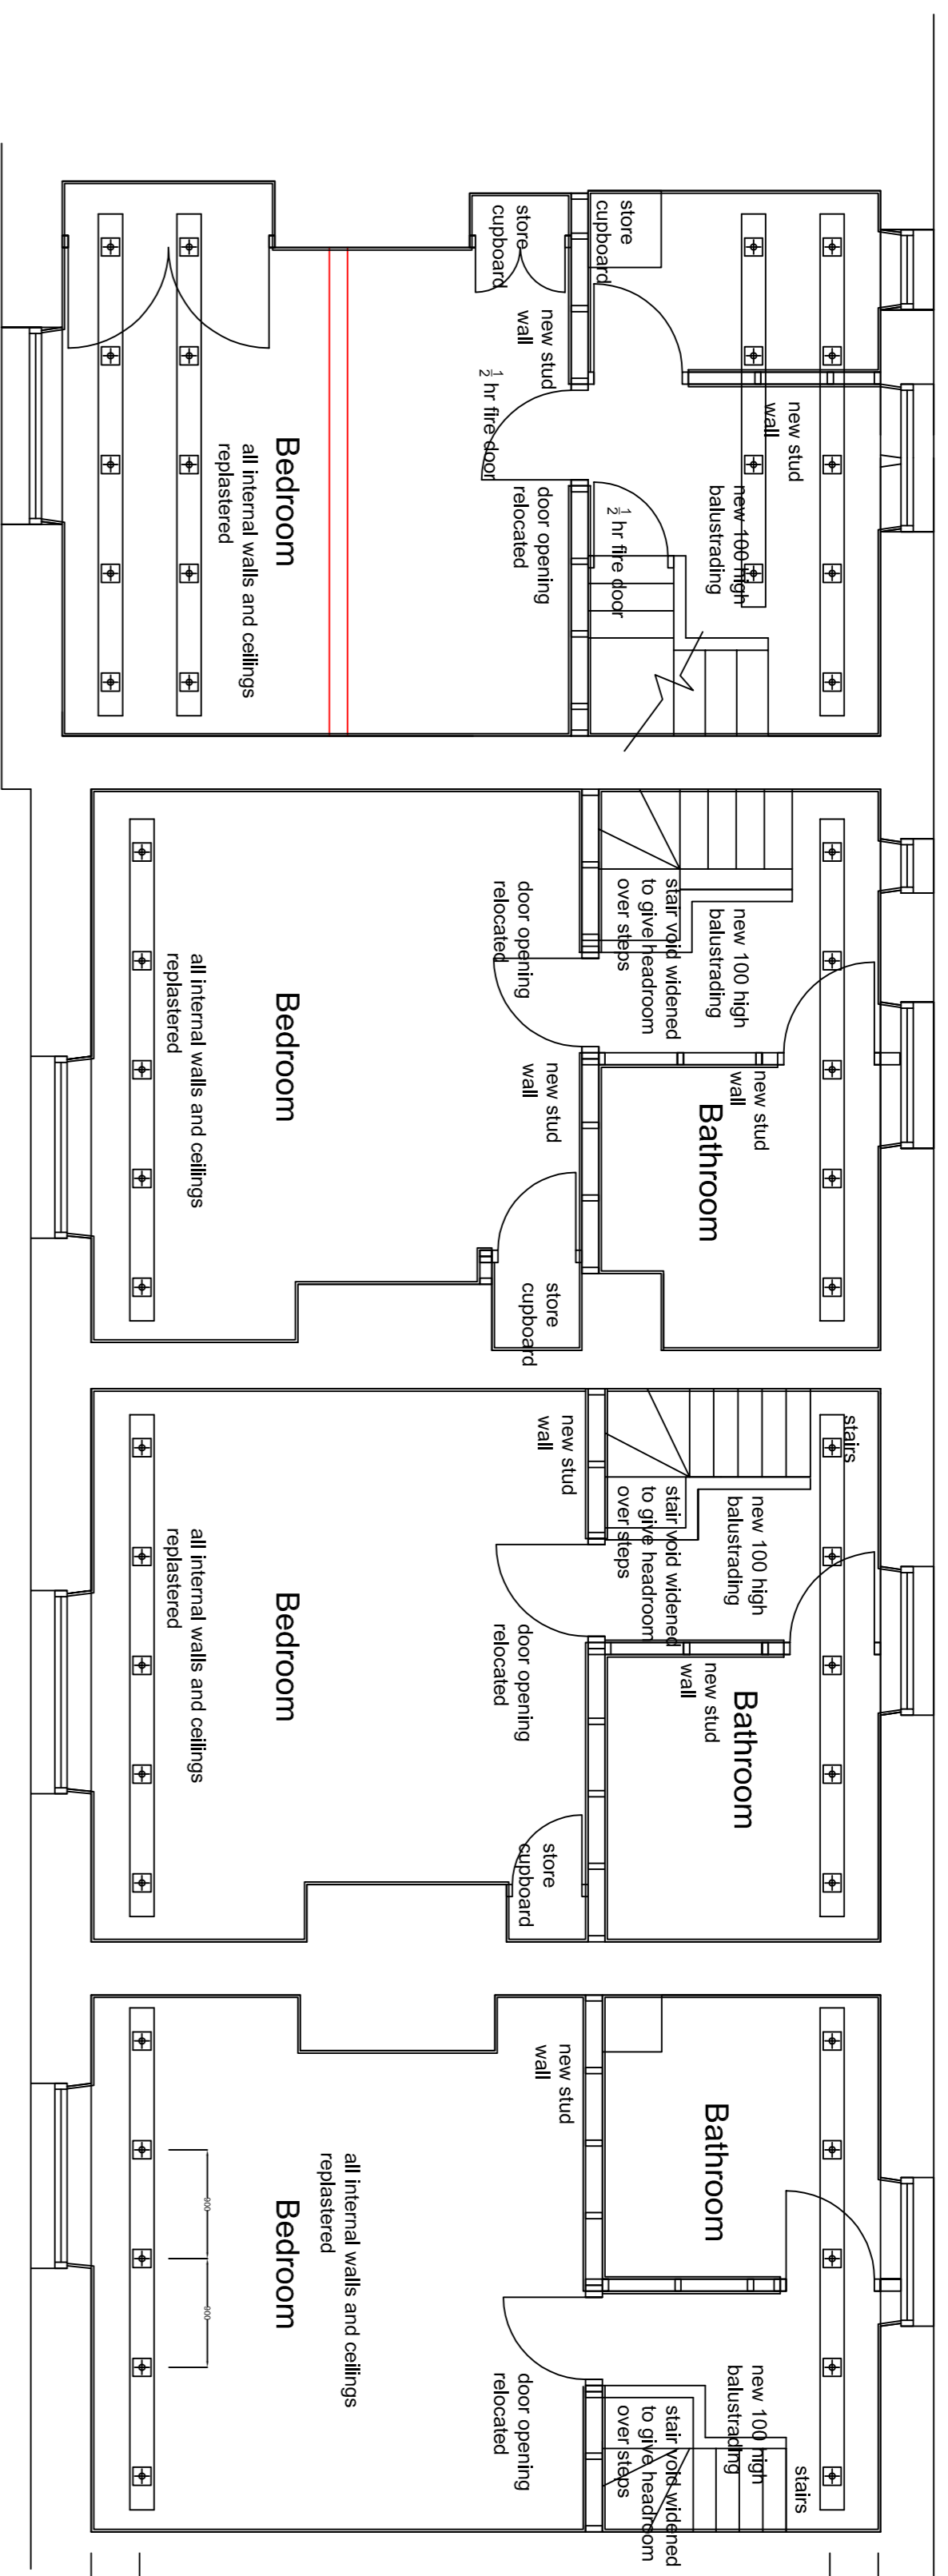 store
cupboard
store
cupboard
new stud
wall
½ hr fire door
new stud
wall
Bedroom
all internal walls and ceilings
replastered
door opening
relocated
½ hr fire door
new 100 high
balustrading
door opening
relocated
stair void widened
to give headroom
over steps
new 100 high
balustrading
Bedroom
all internal walls and ceilings
replastered
new stud
wall
new stud
wall
Bathroom
store
cupboard
stairs
new stud
wall
stair void widened
to give headroom
over steps
new 100 high
balustrading
Bedroom
all internal walls and ceilings
replastered
door opening
relocated
new stud
wall
Bathroom
store
cupboard
new stud
wall
Bathroom
all internal walls and ceilings
replastered
Bedroom
900
900
door opening
relocated
new 100 high
balustrading
stair void widened
to give headroom
over steps
stairs